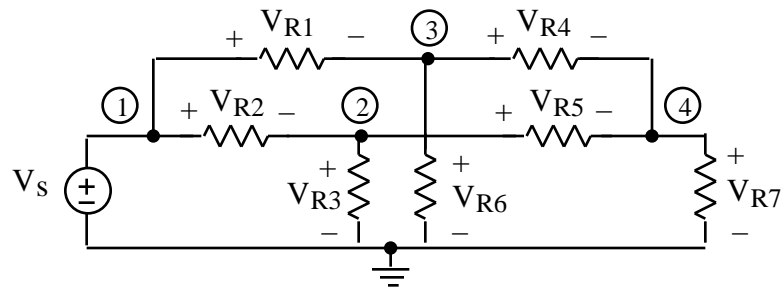 V_R1 3 V_R4
+ − + −
1 V_R2 2 V_R5 4
+ − + −
V_S + − + V_R3 − + V_R6 − + V_R7 −